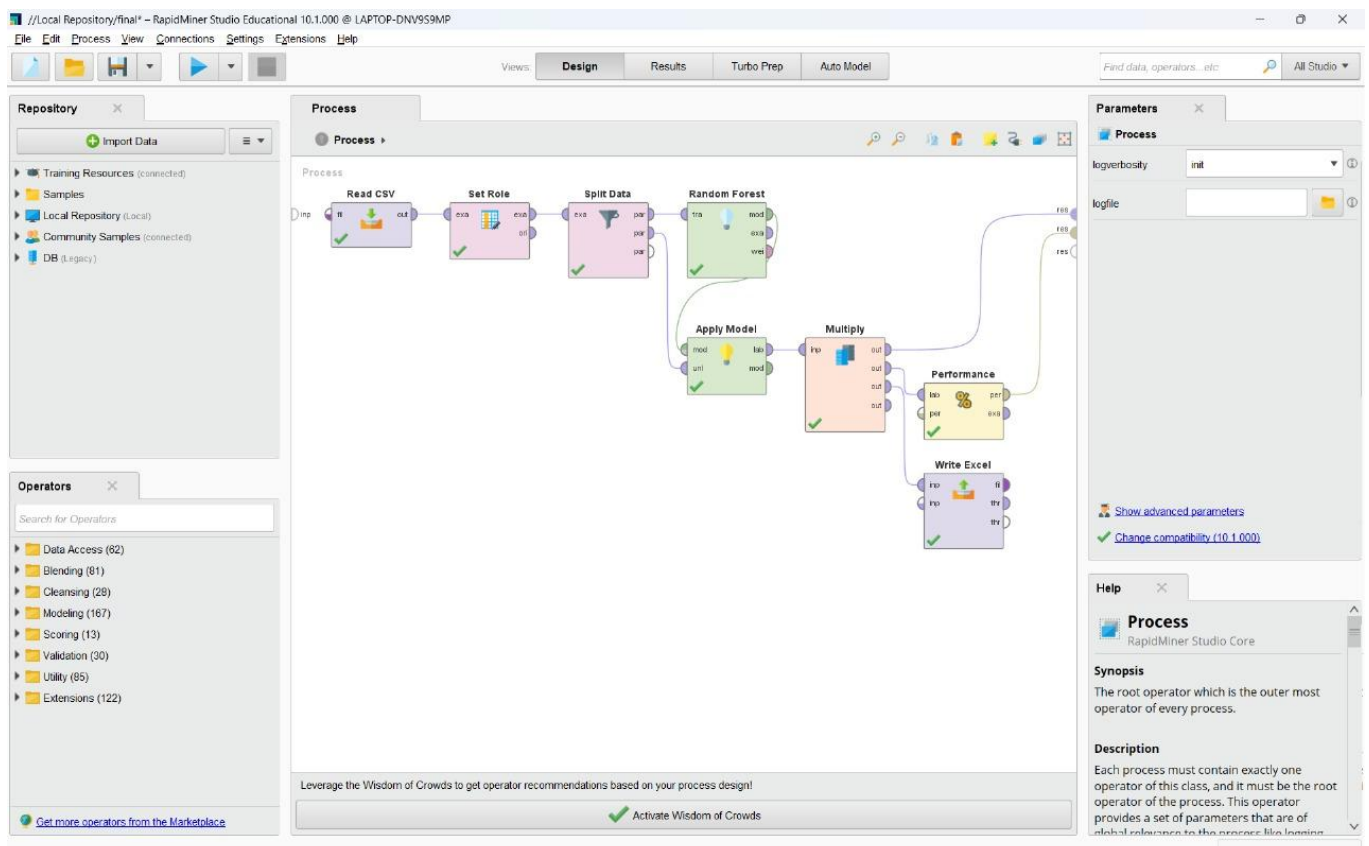 //Local Repository/final* – RapidMiner Studio Educational 10.1.000 @ LAPTOP-DNV9S9MP
File Edit Process View Connections Settings Extensions Help
Views: Design Results Turbo Prep Auto Model
Find data, operators...etc All Studio
Repository
Import Data
Training Resources (connected)
Samples
Local Repository (Local)
Community Samples (connected)
DB (Legacy)
Operators
Search for Operators
Data Access (62)
Blending (81)
Cleansing (28)
Modeling (167)
Scoring (13)
Validation (30)
Utility (85)
Extensions (122)
Get more operators from the Marketplace
Process
Process
Process
Read CSV
inp fil out
Set Role
exa exa
ori
Split Data
exa par
par
par
Random Forest
tra mod
exa
wei
res
res
res
Apply Model
mod lab
unl mod
Multiply
inp out
out
out
out
Performance
lab per
per exa
Write Excel
inp fil
inp thr
thr
Leverage the Wisdom of Crowds to get operator recommendations based on your process design!
Activate Wisdom of Crowds
Parameters
Process
logverbosity init
logfile
Show advanced parameters
Change compatibility (10.1.000)
Help
Process
RapidMiner Studio Core
Synopsis
The root operator which is the outer most
operator of every process.
Description
Each process must contain exactly one
operator of this class, and it must be the root
operator of the process. This operator
provides a set of parameters that are of
global relevance to the process like logging